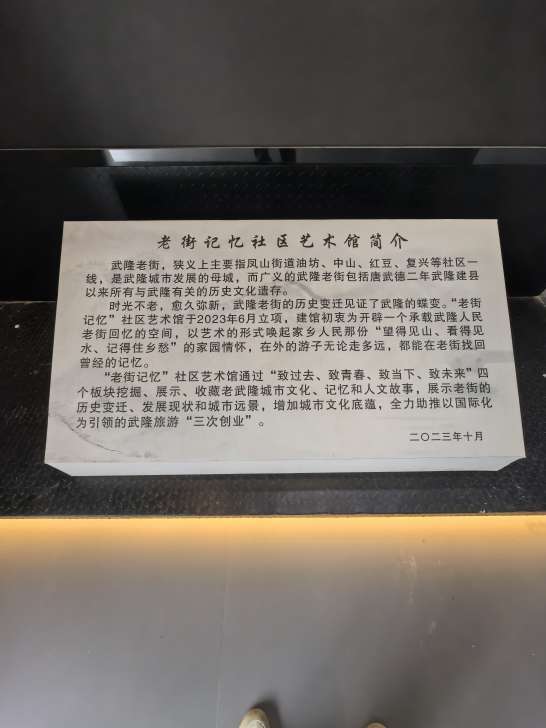 老街记忆社区艺术馆简介
武隆老街，狭义上主要指凤山街道油坊、中山、红豆、复兴等社区一
线，是武隆城市发展的母城，而广义的武隆老街包括唐武德二年武隆建县
以来所有与武隆有关的历史文化遗存。
时光不老，愈久弥新，武隆老街的历史变迁见证了武隆的蝶变。“老街
记忆”社区艺术馆于2023年6月立项，建馆初衷为开辟一个承载武隆人民
老街回忆的空间，以艺术的形式唤起家乡人民那份“望得见山、看得见
水、记得住乡愁”的家园情怀，在外的游子无论走多远，都能在老街找回
曾经的记忆。
“老街记忆”社区艺术馆通过“致过去、致青春、致当下、致未来”四
个板块挖掘、展示、收藏老武隆城市文化、记忆和人文故事，展示老街的
历史变迁、发展现状和城市远景，增加城市文化底蕴，全力助推以国际化
为引领的武隆旅游“三次创业”。
二〇二三年十月